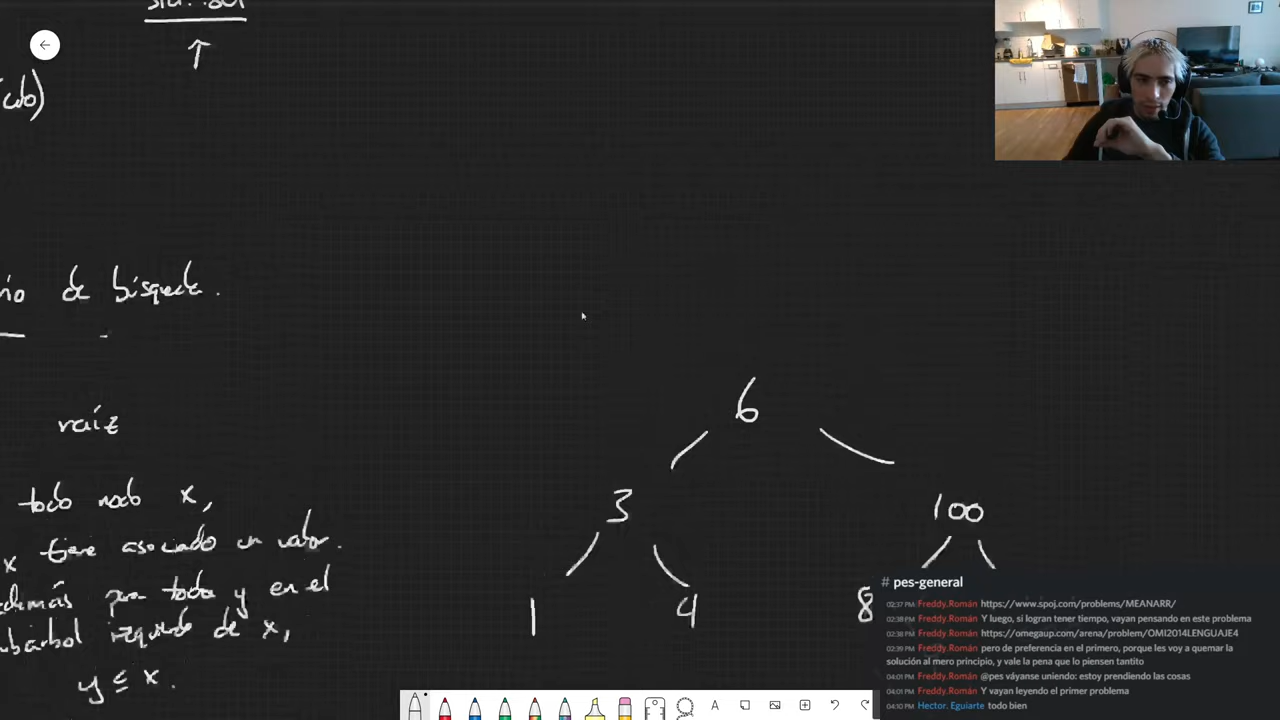 de búsqueda.
raíz
todo nodo x,
x tiene asociado un valor.
además para toda y en el
subárbol izquierdo de x,
y ≤ x.
6
3
100
1
4
8
# pes-general
02:37 PM Freddy.Román https://www.spoj.com/problems/MEANARR/
02:38 PM Freddy.Román Y luego, si logran tener tiempo, vayan pensando en este problema
02:38 PM Freddy.Román https://omegaup.com/arena/problem/OMI2014LENGUAJE4
02:39 PM Freddy.Román pero de preferencia en el primero, porque les voy a quemar la
solución al mero principio, y vale la pena que lo piensen tantito
04:01 PM Freddy.Román @pes váyanse uniendo: estoy prendiendo las cosas
04:01 PM Freddy.Román Y vayan leyendo el primer problema
04:10 PM Hector. Eguiarte todo bien